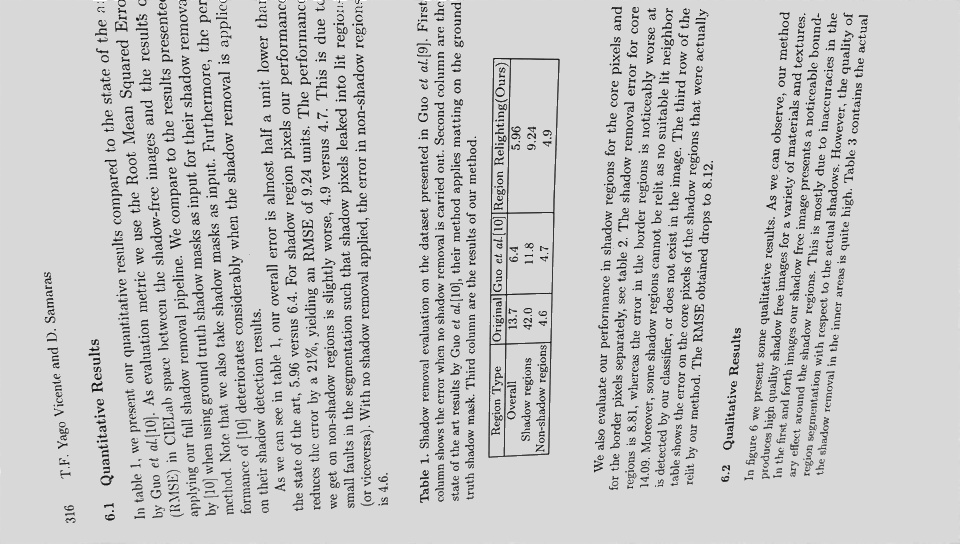 316 T.F. Yago Vicente and D. Samaras
6.1 Quantitative Results
In table 1, we present our quantitative results compared to the state of the
by Guo et al.[10]. As evaluation metric we use the Root Mean Squared Erro
(RMSE) in CIELab space between the shadow-free images and the results
applying our full shadow removal pipeline. We compare to the results presented
by [10] when using ground truth shadow masks as input for their shadow remova
method. Note that we also take shadow masks as input. Furthermore, the per
formance of [10] deteriorates considerably when the shadow removal is applied
on their shadow detection results.
As we can see in table 1, our overall error is almost half a unit lower than
the state of the art, 5.96 versus 6.4. For shadow region pixels our performance
reduces the error by a 21%, yielding an RMSE of 9.24 units. The performance
we get on non-shadow regions is slightly worse, 4.9 versus 4.7. This is due to
small faults in the segmentation such that shadow pixels leaked into lit regions
(or viceversa). With no shadow removal applied, the error in non-shadow regions
is 4.6.
Table 1. Shadow removal evaluation on the dataset presented in Guo et al.[9]. First
column shows the error when no shadow removal is carried out. Second column are the
state of the art results by Guo et al.[10], their method applies matting on the ground
truth shadow mask. Third column are the results of our method.
Region Type Original Guo et al.[10] Region Relighting(Ours)
Overall 13.7 6.4 5.96
Shadow regions 42.0 11.8 9.24
Non-shadow regions 4.6 4.7 4.9
We also evaluate our performance in shadow regions for the core pixels and
for the border pixels separately, see table 2. The shadow removal error for core
regions is 8.81, whereas the error in the border regions is noticeably worse at
14.09. Moreover, some shadow regions cannot be relit as no suitable lit neighbor
is detected by our classifier, or does not exist in the image. The third row of the
table shows the error on the core pixels of the shadow regions that were actually
relit by our method. The RMSE obtained drops to 8.12.
6.2 Qualitative Results
In figure 6 we present some qualitative results. As we can observe, our method
produces high quality shadow free images for a variety of materials and textures.
In the first and forth images our shadow free image presents a noticeable bound-
ary effect around the shadow regions. This is mostly due to inaccuracies in the
region segmentation with respect to the actual shadows. However, the quality of
the shadow removal in the inner areas is quite high. Table 3 contains the actual